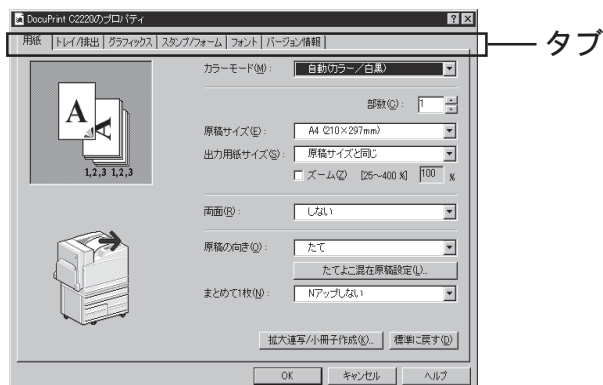 DocuPrint C2220のプロパティ
用紙 トレイ/排出 グラフィックス スタンプ/フォーム フォント バージョン情報
タブ
カラーモード(M): 自動(カラー/白黒)
部数(C): 1
原稿サイズ(E): A4 (210×297mm)
出力用紙サイズ(S): 原稿サイズと同じ
ズーム(Z) [25~400 %] 100 %
A A
1,2,3 1,2,3
両面(R): しない
原稿の向き(O): たて
たてよこ混在原稿設定(L)...
まとめて1枚(N): Nアップしない
拡大連写/小冊子作成(K)... 標準に戻す(D)
OK キャンセル ヘルプ